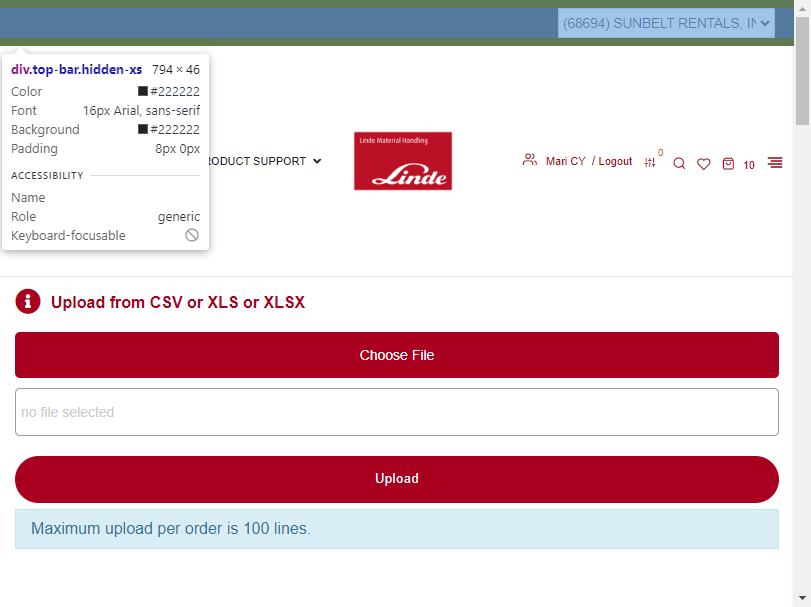 (68694) SUNBELT RENTALS, IN
div.top-bar.hidden-xs 794 × 46
Color #222222
Font 16px Arial, sans-serif
Background #222222
Padding 8px 0px
ACCESSIBILITY
Name
Role generic
Keyboard-focusable
RODUCT SUPPORT
Linde Material Handling
Linde
Mari CY / Logout 0 10
Upload from CSV or XLS or XLSX
Choose File
no file selected
Upload
Maximum upload per order is 100 lines.